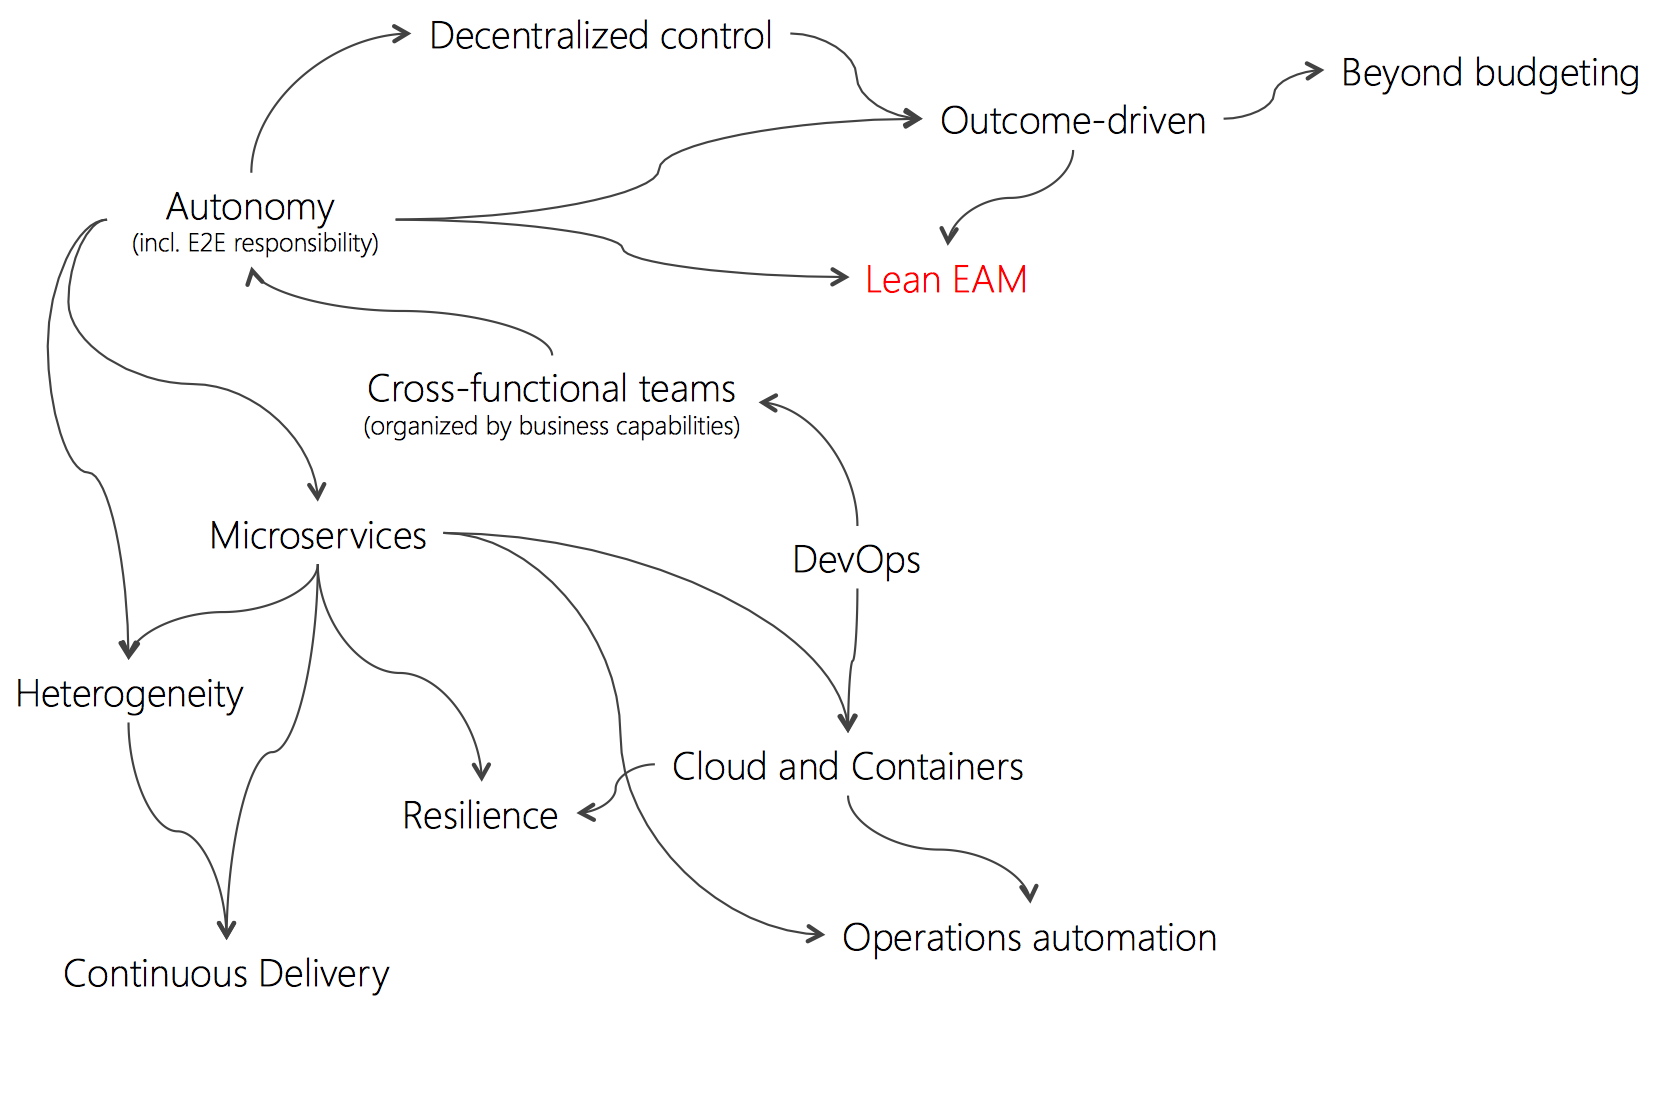 Decentralized control
Beyond budgeting
Outcome-driven
Autonomy
(incl. E2E responsibility)
Lean EAM
Cross-functional teams
(organized by business capabilities)
Microservices
DevOps
Heterogeneity
Cloud and Containers
Resilience
Operations automation
Continuous Delivery